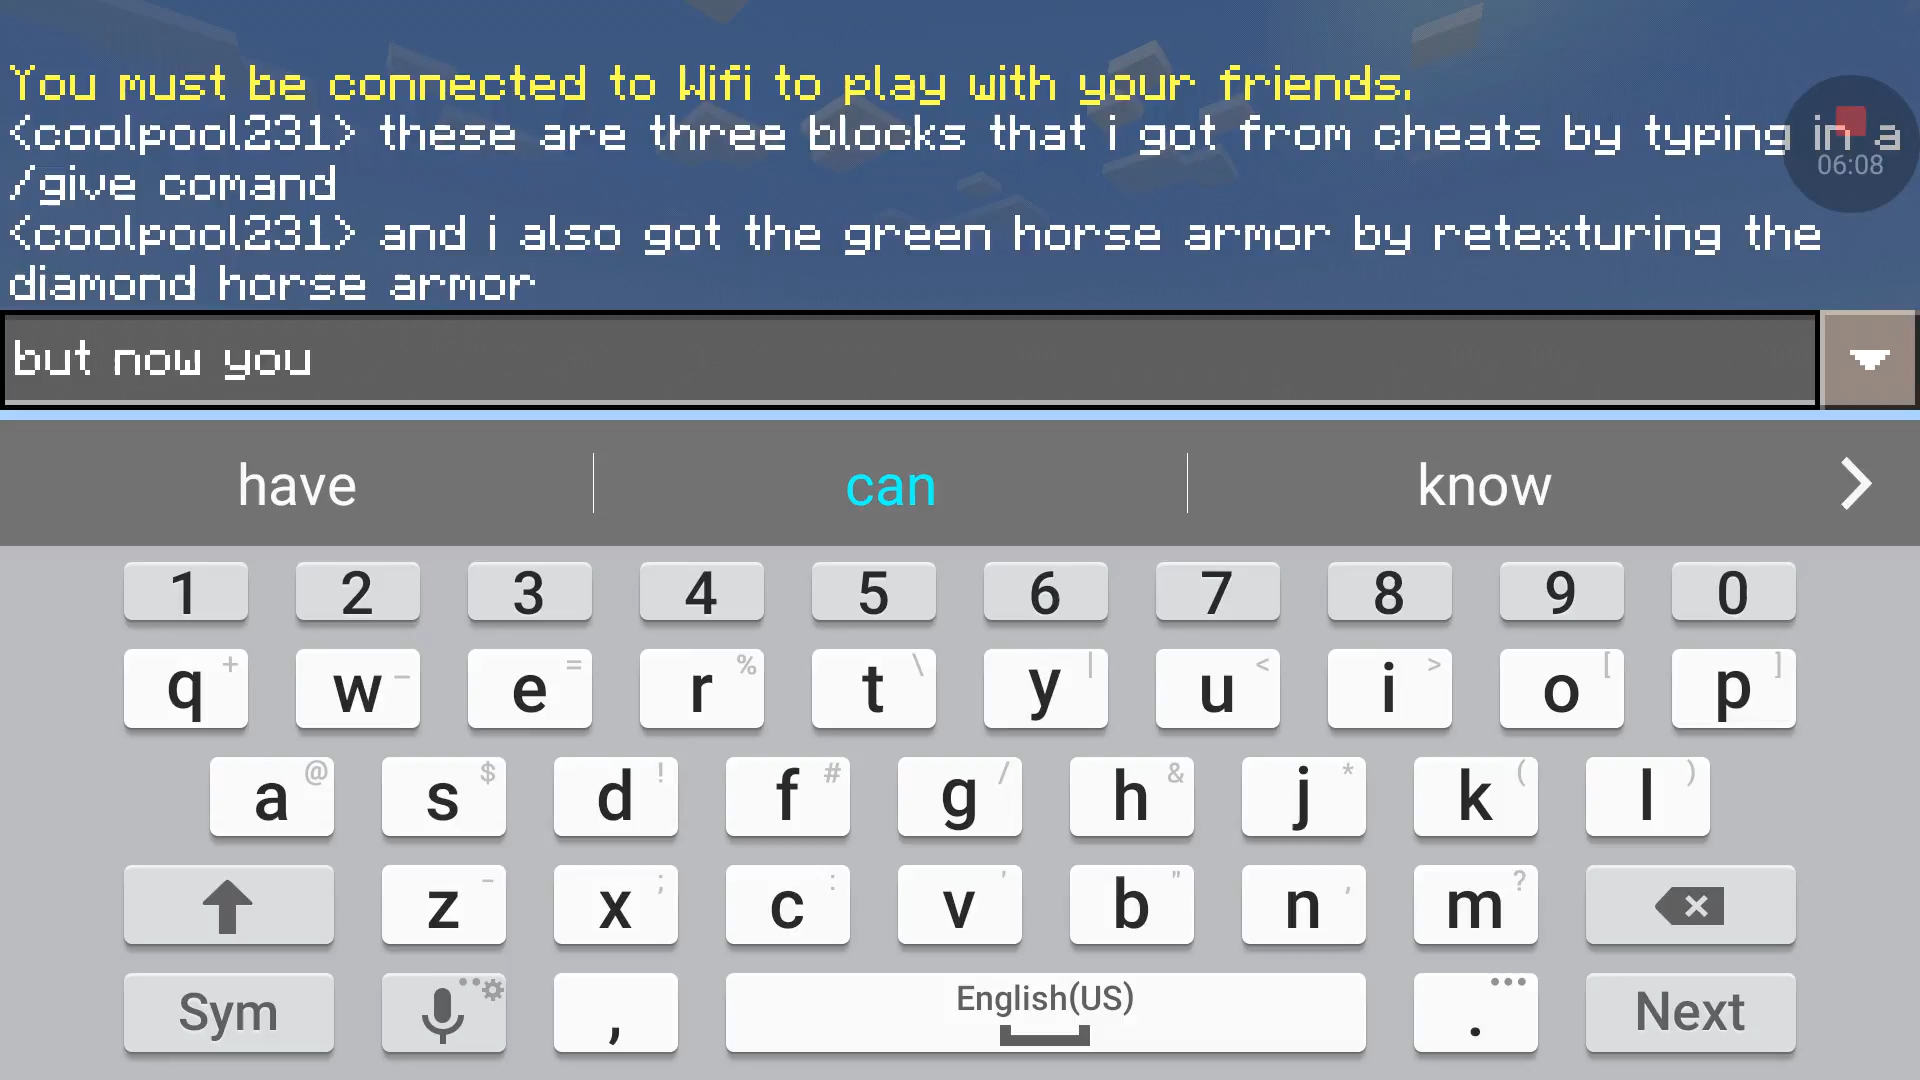 You must be connected to Wifi to play with your friends.
<coolpool231> these are three blocks that i got from cheats by typing in a
/give comand
06:08
<coolpool231> and i also got the green horse armor by retexturing the
diamond horse armor
but now you
have can know
1 2 3 4 5 6 7 8 9 0
q + w – e = r % t \ y | u < i > o [ p ]
a @ s $ d ! f # g / h & j * k ( l )
z - x ; c : v ' b " n , m ?
Sym , English(US) . Next